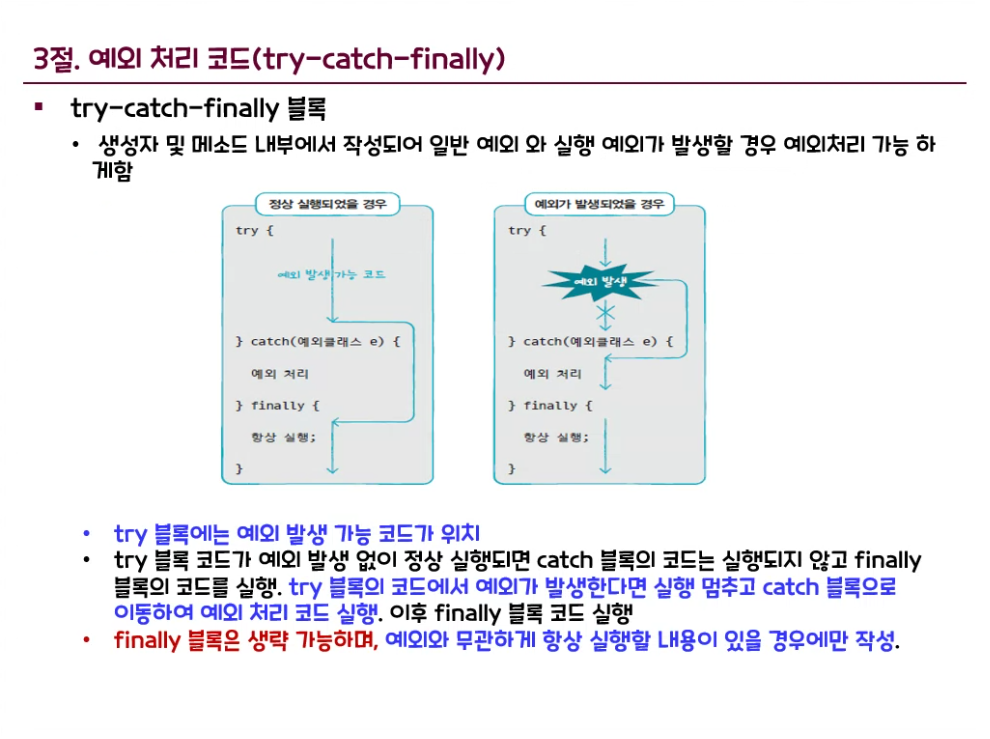 3절. 예외 처리 코드(try-catch-finally)
▪ try-catch-finally 블록
• 생성자 및 메소드 내부에서 작성되어 일반 예외 와 실행 예외가 발생할 경우 예외처리 가능 하
게함
정상 실행되었을 경우
try {
예외 발생 가능 코드
} catch(예외클래스 e) {
예외 처리
} finally {
항상 실행;
}
예외가 발생되었을 경우
try {
예외 발생
} catch(예외클래스 e) {
예외 처리
} finally {
항상 실행;
}
• try 블록에는 예외 발생 가능 코드가 위치
• try 블록 코드가 예외 발생 없이 정상 실행되면 catch 블록의 코드는 실행되지 않고 finally
블록의 코드를 실행. try 블록의 코드에서 예외가 발생한다면 실행 멈추고 catch 블록으로
이동하여 예외 처리 코드 실행. 이후 finally 블록 코드 실행
• finally 블록은 생략 가능하며, 예외와 무관하게 항상 실행할 내용이 있을 경우에만 작성.